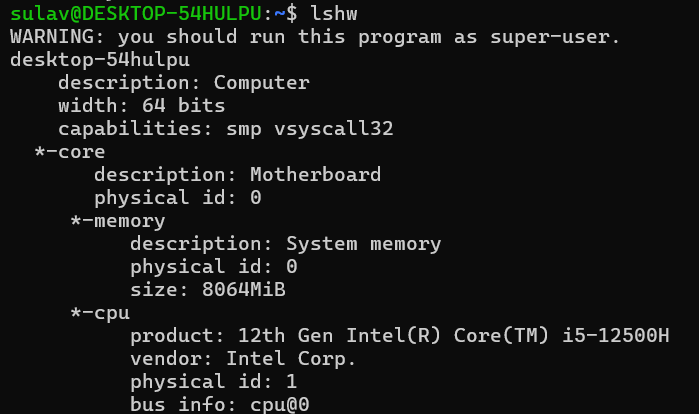 sulav@DESKTOP-54HULPU:~$ lshw
WARNING: you should run this program as super-user.
desktop-54hulpu
    description: Computer
    width: 64 bits
    capabilities: smp vsyscall32
  *-core
       description: Motherboard
       physical id: 0
     *-memory
          description: System memory
          physical id: 0
          size: 8064MiB
     *-cpu
          product: 12th Gen Intel(R) Core(TM) i5-12500H
          vendor: Intel Corp.
          physical id: 1
          bus info: cpu@0